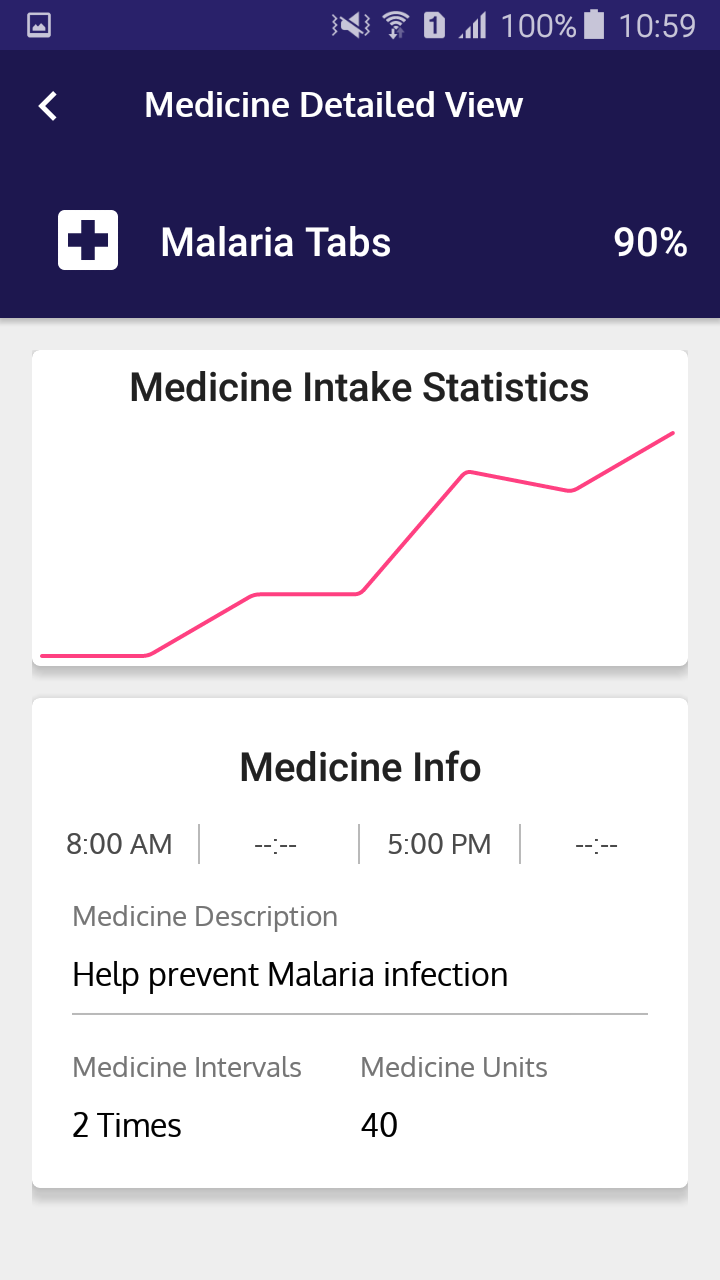 1 100% 10:59
Medicine Detailed View
Malaria Tabs 90%
Medicine Intake Statistics
Medicine Info
8:00 AM --:-- 5:00 PM --:--
Medicine Description
Help prevent Malaria infection
Medicine Intervals Medicine Units
2 Times 40